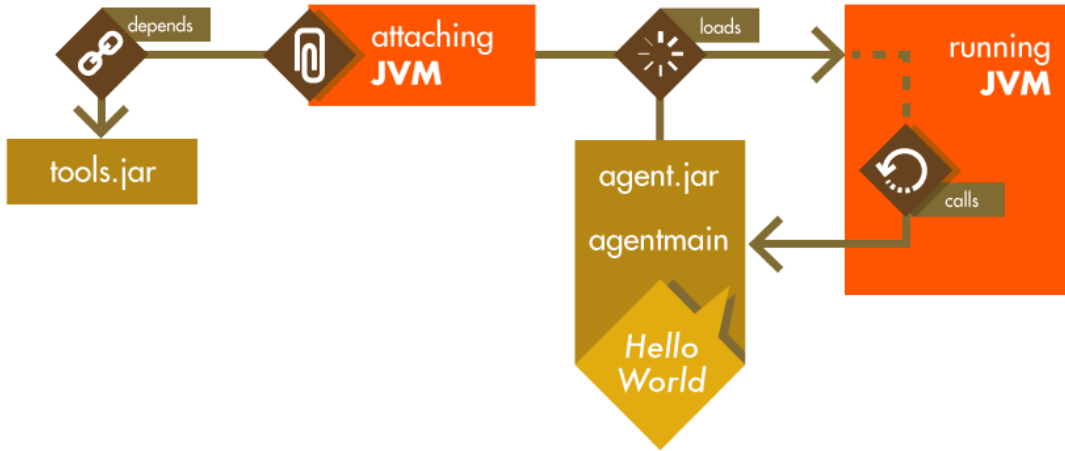 depends
attaching
JVM
loads
running
JVM
tools.jar
agent.jar
agentmain
calls
Hello
World